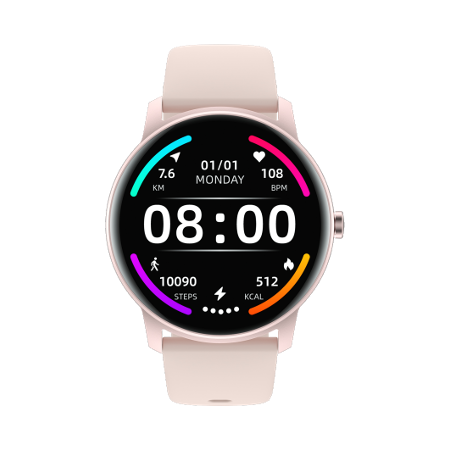 01/01
MONDAY
7.6
KM
108
BPM
08:00
10090
STEPS
512
KCAL